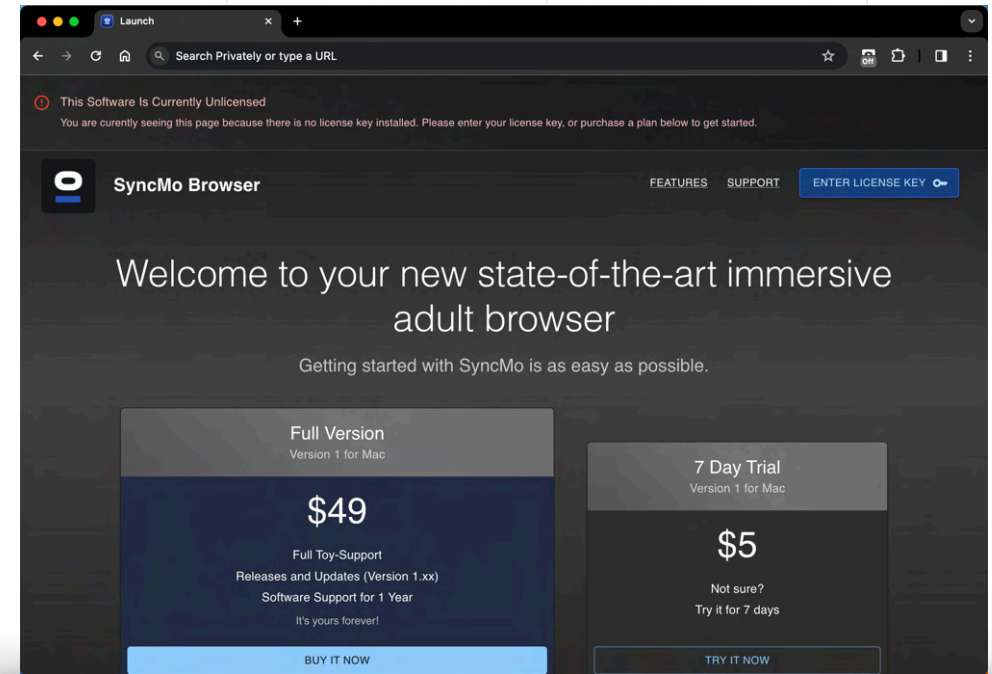 Launch
Search Privately or type a URL
Off
This Software Is Currently Unlicensed
You are curently seeing this page because there is no license key installed. Please enter your license key, or purchase a plan below to get started.
SyncMo Browser
FEATURES SUPPORT ENTER LICENSE KEY
Welcome to your new state-of-the-art immersive
adult browser
Getting started with SyncMo is as easy as possible.
Full Version
Version 1 for Mac
$49
Full Toy-Support
Releases and Updates (Version 1.xx)
Software Support for 1 Year
It's yours forever!
BUY IT NOW
7 Day Trial
Version 1 for Mac
$5
Not sure?
Try it for 7 days
TRY IT NOW